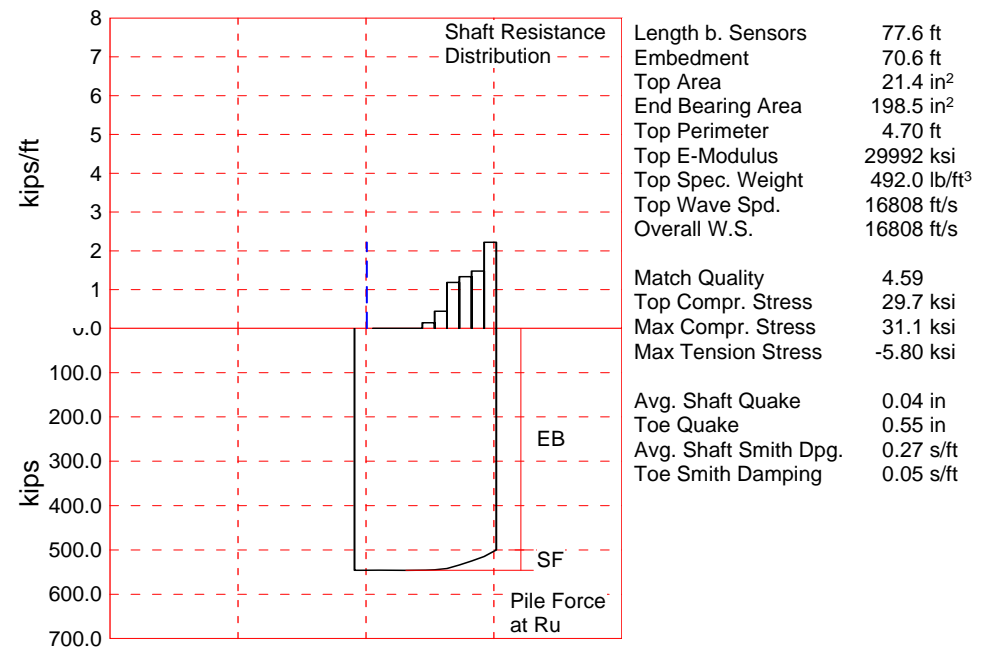 8
7
6
5
4
3
2
1
0.0
100.0
200.0
300.0
400.0
500.0
600.0
700.0
kips/ft
kips
Shaft Resistance
Distribution
EB
SF
Pile Force
at Ru
Length b. Sensors 77.6 ft
Embedment 70.6 ft
Top Area 21.4 in²
End Bearing Area 198.5 in²
Top Perimeter 4.70 ft
Top E-Modulus 29992 ksi
Top Spec. Weight 492.0 lb/ft³
Top Wave Spd. 16808 ft/s
Overall W.S. 16808 ft/s
Match Quality 4.59
Top Compr. Stress 29.7 ksi
Max Compr. Stress 31.1 ksi
Max Tension Stress -5.80 ksi
Avg. Shaft Quake 0.04 in
Toe Quake 0.55 in
Avg. Shaft Smith Dpg. 0.27 s/ft
Toe Smith Damping 0.05 s/ft